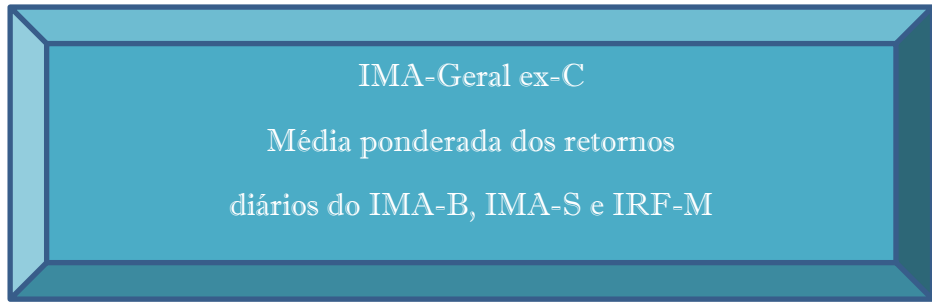 IMA-Geral ex-C
Média ponderada dos retornos
diários do IMA-B, IMA-S e IRF-M